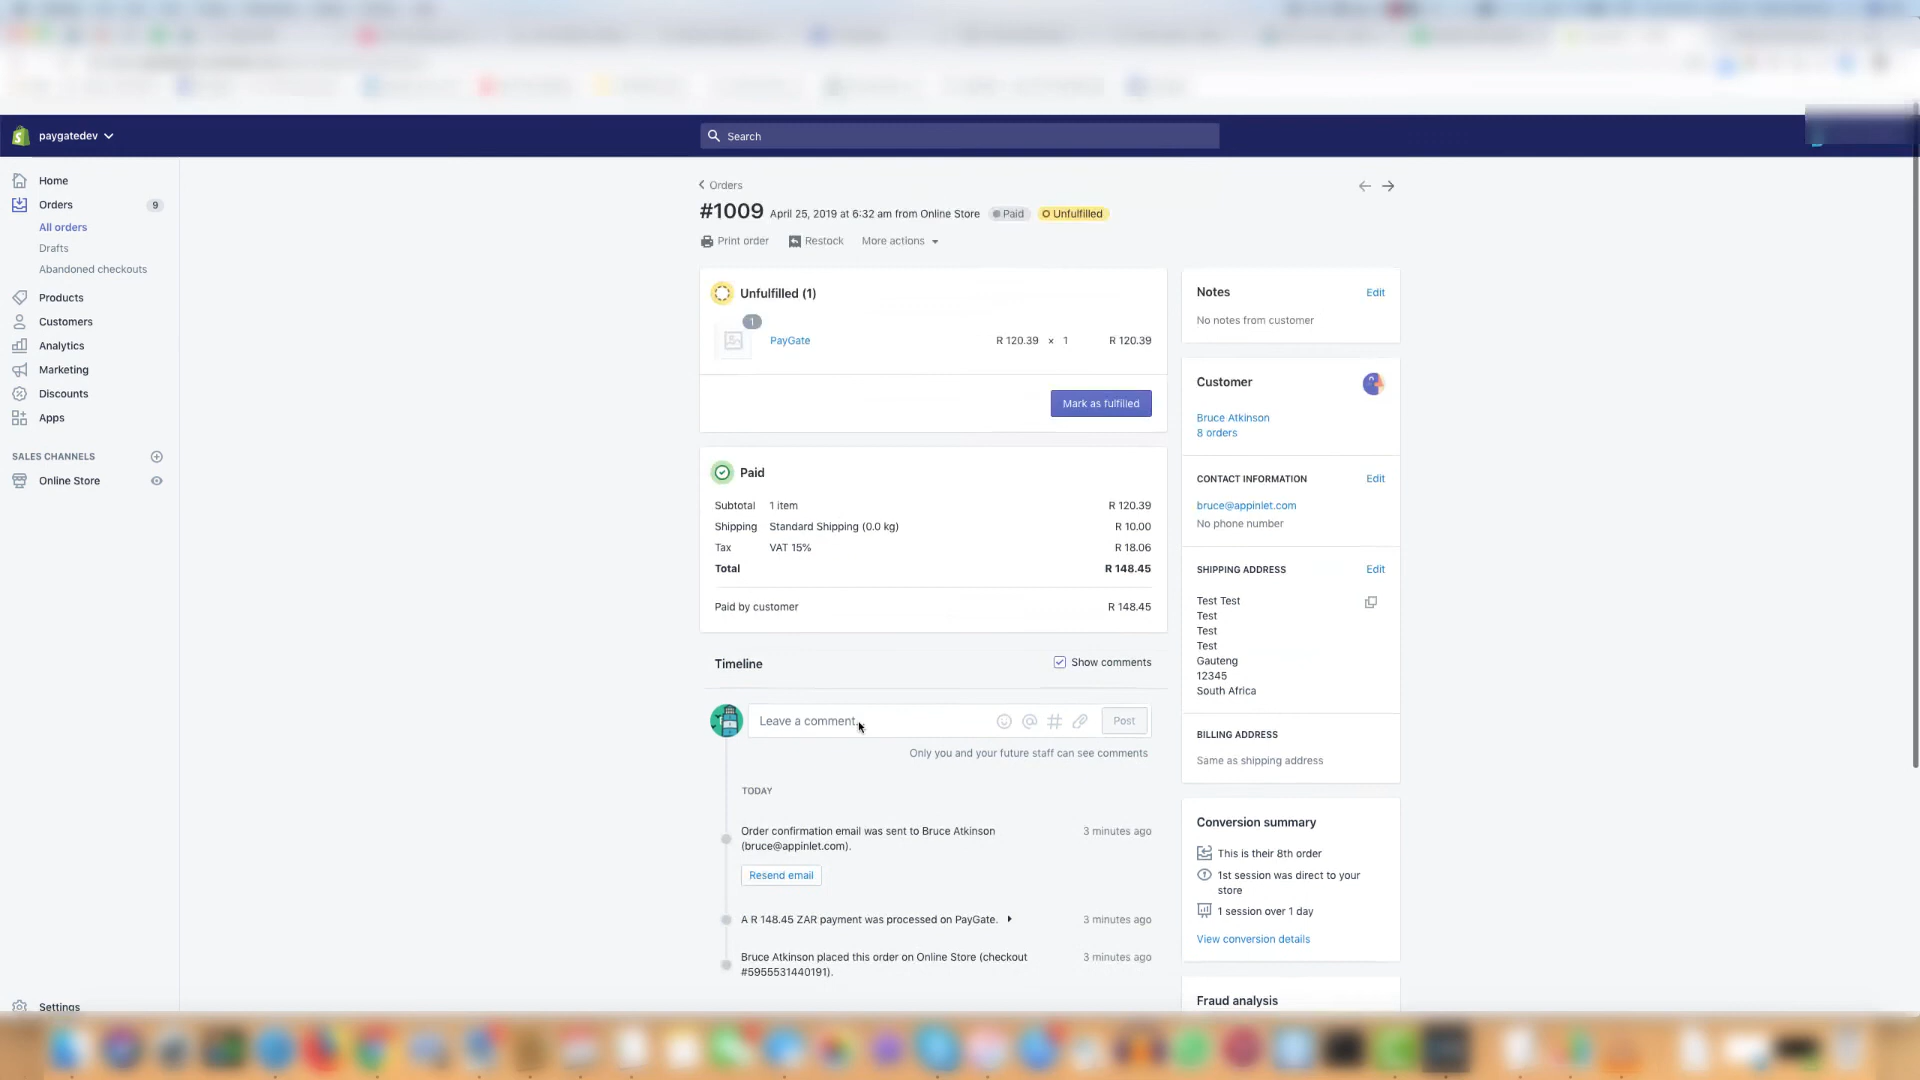 paygatedev
Search
Home
Orders 9
All orders
Drafts
Abandoned checkouts
Products
Customers
Analytics
Marketing
Discounts
Apps
SALES CHANNELS
Online Store
Settings
Orders
#1009 April 25, 2019 at 6:32 am from Online Store Paid Unfulfilled
Print order Restock More actions
Unfulfilled (1)
1
PayGate R 120.39 × 1 R 120.39
Mark as fulfilled
Paid
Subtotal 1 item R 120.39
Shipping Standard Shipping (0.0 kg) R 10.00
Tax VAT 15% R 18.06
Total R 148.45
Paid by customer R 148.45
Timeline Show comments
Leave a comment... Post
Only you and your future staff can see comments
TODAY
Order confirmation email was sent to Bruce Atkinson 3 minutes ago
(bruce@appinlet.com).
Resend email
A R 148.45 ZAR payment was processed on PayGate. 3 minutes ago
Bruce Atkinson placed this order on Online Store (checkout 3 minutes ago
#5955531440191).
Notes Edit
No notes from customer
Customer
Bruce Atkinson
8 orders
CONTACT INFORMATION Edit
bruce@appinlet.com
No phone number
SHIPPING ADDRESS Edit
Test Test
Test
Test
Test
Gauteng
12345
South Africa
BILLING ADDRESS
Same as shipping address
Conversion summary
This is their 8th order
1st session was direct to your
store
1 session over 1 day
View conversion details
Fraud analysis